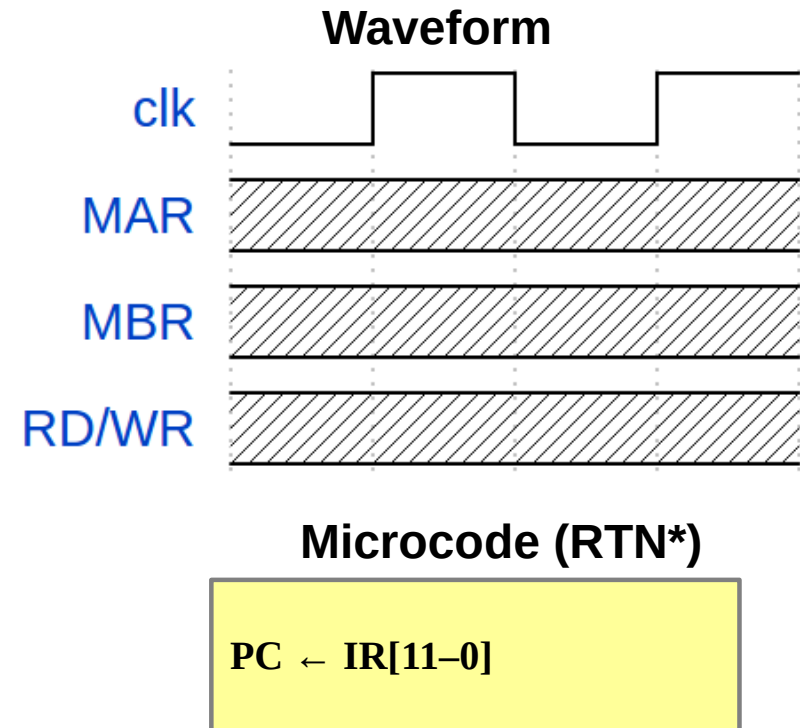 Waveform
clk
MAR
MBR
RD/WR
Microcode (RTN*)
PC ← IR[11–0]